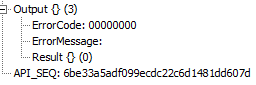 Output {} (3)
ErrorCode: 00000000
ErrorMessage:
Result {} (0)
API_SEQ: 6be33a5adf099ecdc22c6d1481dd607d